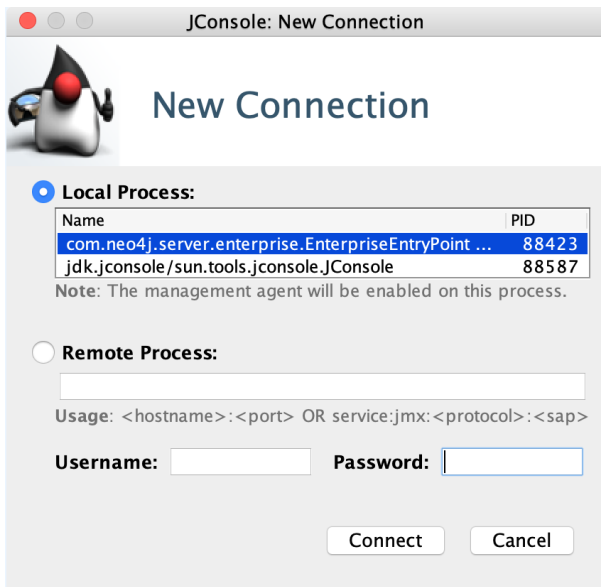 JConsole: New Connection
New Connection
Local Process:
Name PID
com.neo4j.server.enterprise.EnterpriseEntryPoint ... 88423
jdk.jconsole/sun.tools.jconsole.JConsole 88587
Note: The management agent will be enabled on this process.
Remote Process:
Usage: <hostname>:<port> OR service:jmx:<protocol>:<sap>
Username: Password:
Connect Cancel